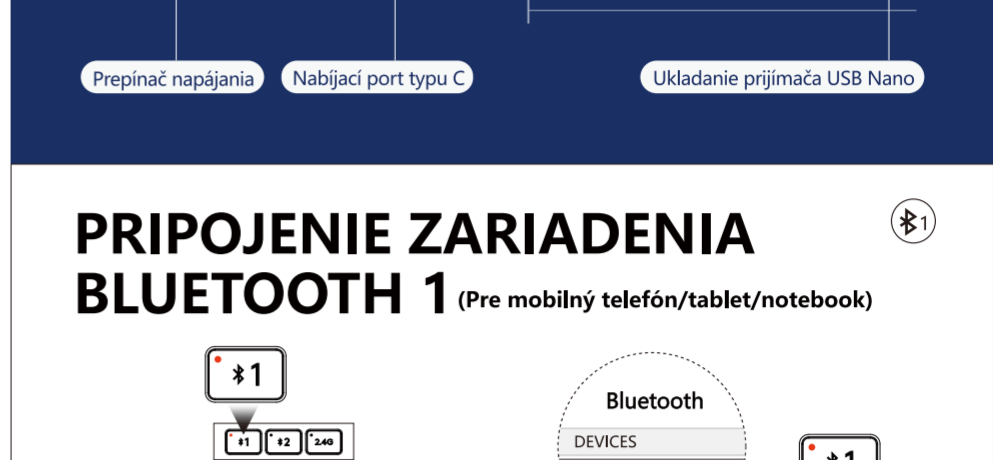 Prepínač napájania
Nabíjací port typu C
Ukladanie prijímača USB Nano
PRIPOJENIE ZARIADENIA
1
BLUETOOTH 1 (Pre mobilný telefón/tablet/notebook)
1
Bluetooth
1 2 2.4G
DEVICES
1